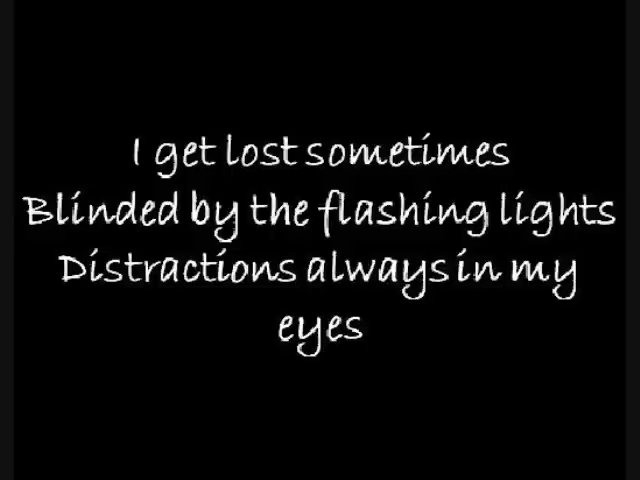 I get lost sometimes
Blinded by the flashing lights
Distractions always in my
eyes